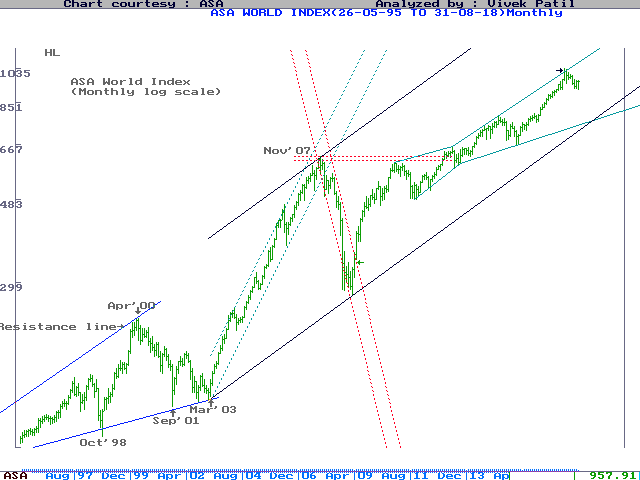 Chart courtesy : ASA Analyzed by : Vivek Patil
ASA WORLD INDEX(26-05-95 TO 31-08-18)Monthly
HL
1035
ASA World Index
(Monthly log scale)
851
667
Nov'07
483
299
Apr'00
Resistance line
Mar'03
Sep'01
Oct'98
ASA Aug 97 Dec 99 Apr 02 Aug 04 Dec 06 Apr 09 Aug 11 Dec 13 Ap 957.91